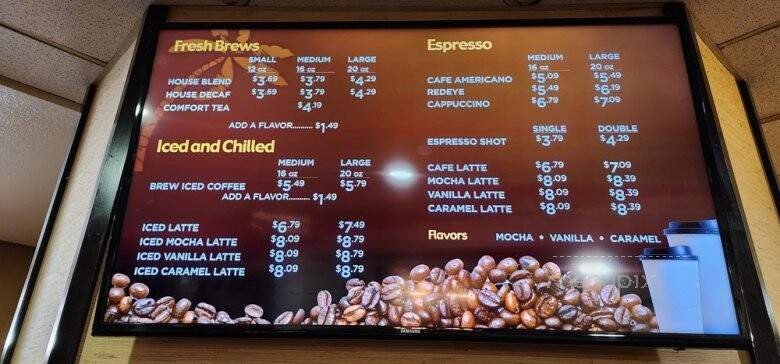 Fresh Brews
SMALL MEDIUM LARGE
12 oz 16 oz 20 oz
HOUSE BLEND $3.69 $3.79 $4.29
HOUSE DECAF $3.69 $3.79 $4.29
COMFORT TEA $4.19
ADD A FLAVOR.......... $1.49
Iced and Chilled
MEDIUM LARGE
16 oz 20 oz
BREW ICED COFFEE $5.49 $5.79
ADD A FLAVOR.......... $1.49
ICED LATTE $6.79 $7.49
ICED MOCHA LATTE $8.09 $8.79
ICED VANILLA LATTE $8.09 $8.79
ICED CARAMEL LATTE $8.09 $8.79
Espresso
MEDIUM LARGE
16 oz 20 oz
CAFE AMERICANO $5.09 $5.49
REDEYE $5.49 $6.19
CAPPUCCINO $6.79 $7.09
SINGLE DOUBLE
ESPRESSO SHOT $3.79 $4.29
CAFE LATTE $6.79 $7.09
MOCHA LATTE $8.09 $8.39
VANILLA LATTE $8.09 $8.39
CARAMEL LATTE $8.09 $8.39
Flavors MOCHA • VANILLA • CARAMEL
SAMSUNG